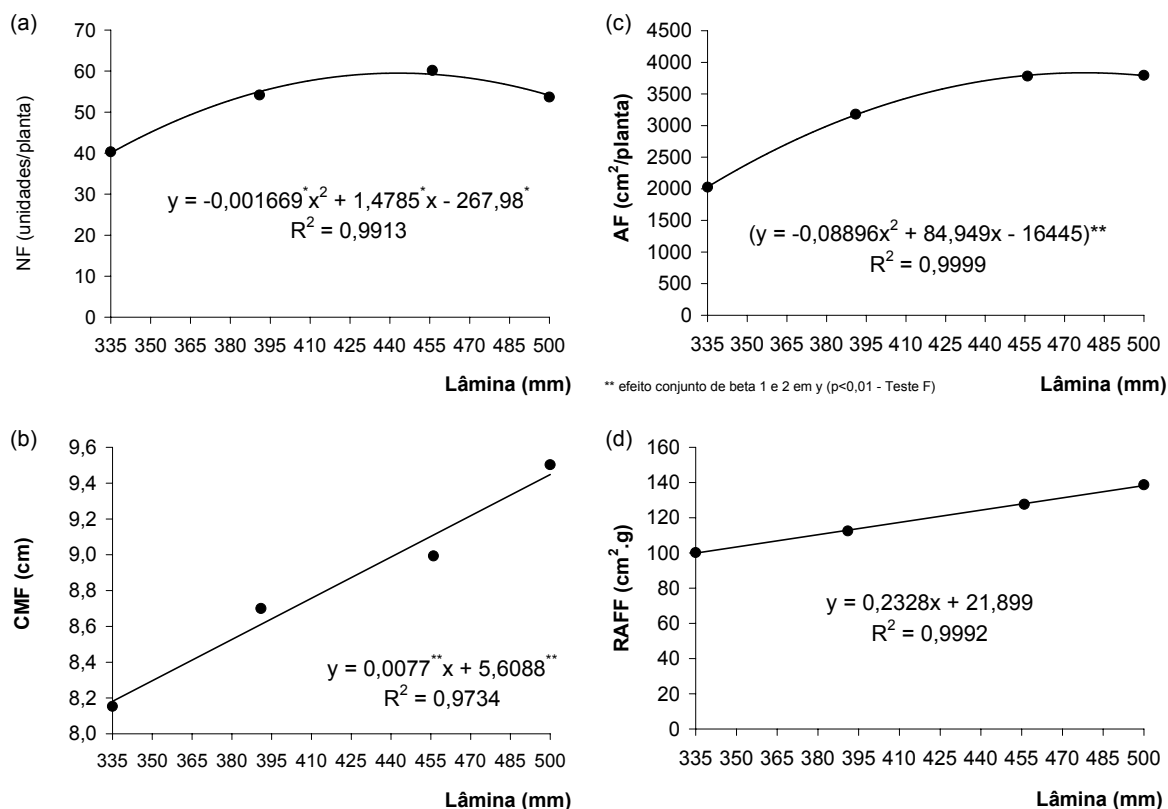 (a)
70
60
50
40
30
20
10
0
NF (unidades/planta)
y = -0,001669*x² + 1,4785*x - 267,98*
R² = 0,9913
335 350 365 380 395 410 425 440 455 470 485 500
Lâmina (mm)
(c)
4500
4000
3500
3000
2500
2000
1500
1000
500
0
AF (cm²/planta)
(y = -0,08896x² + 84,949x - 16445)**
R² = 0,9999
335 350 365 380 395 410 425 440 455 470 485 500
Lâmina (mm)
** efeito conjunto de beta 1 e 2 em y (p<0,01 - Teste F)
(b)
9,6
9,4
9,2
9,0
8,8
8,6
8,4
8,2
8,0
CMF (cm)
y = 0,0077**x + 5,6088**
R² = 0,9734
335 350 365 380 395 410 425 440 455 470 485 500
Lâmina (mm)
(d)
160
140
120
100
80
60
40
20
0
RAFF (cm².g)
y = 0,2328x + 21,899
R² = 0,9992
335 350 365 380 395 410 425 440 455 470 485 500
Lâmina (mm)